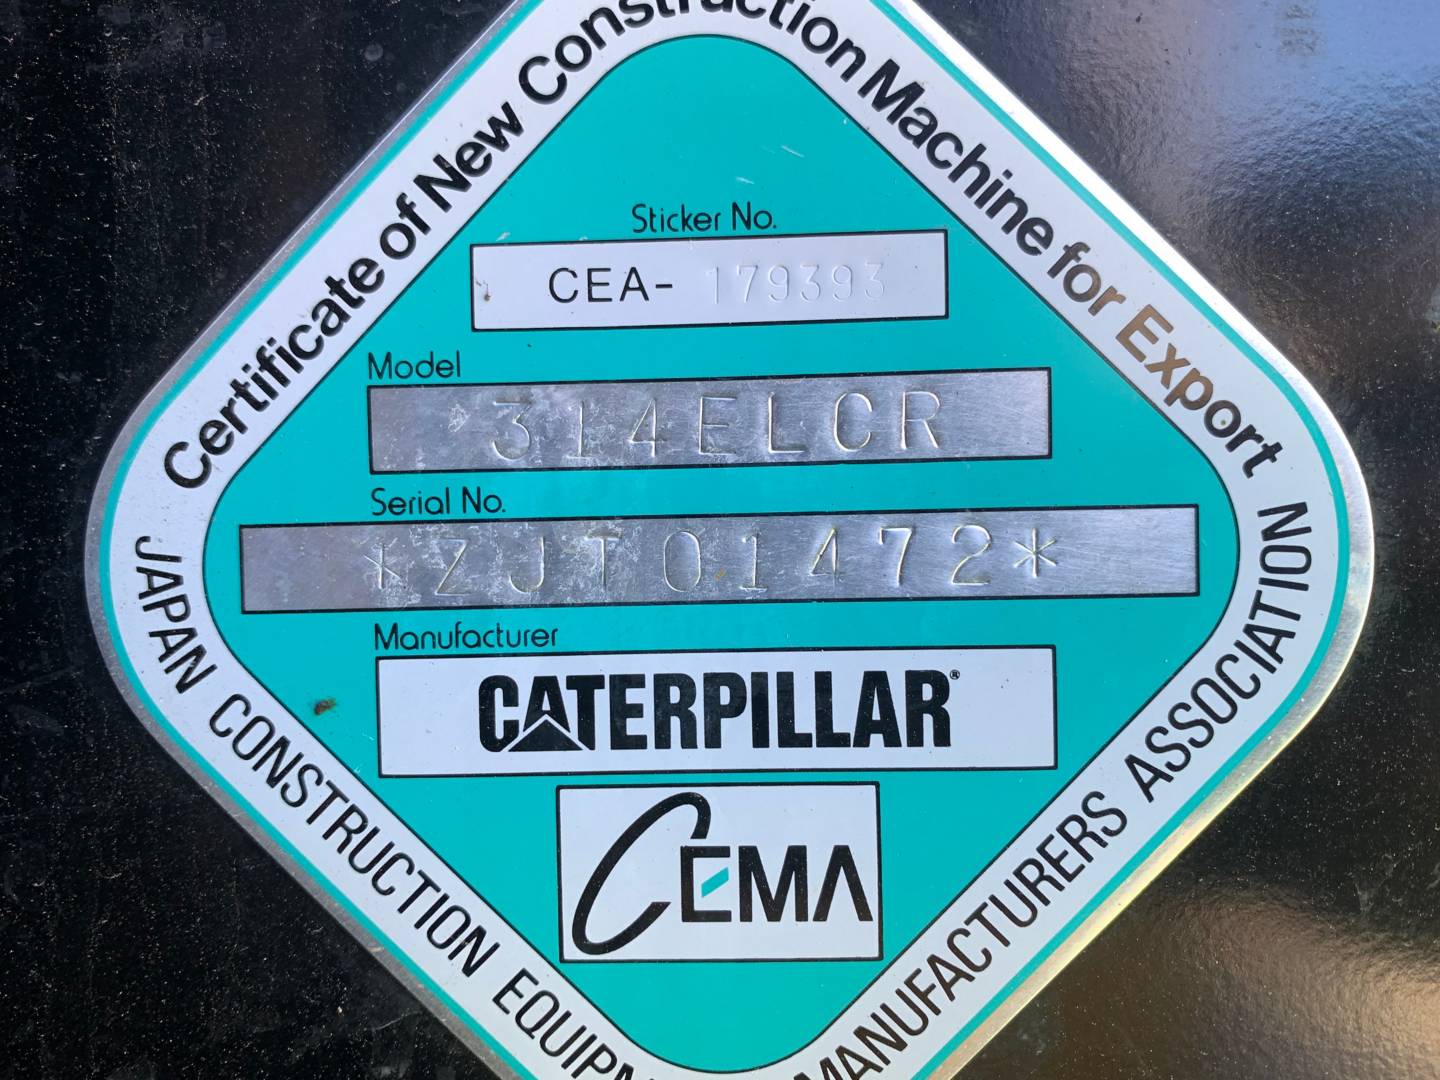 Certificate of New Construction Machine for Export
Sticker No.
CEA- 179393
Model
314ELCR
Serial No.
*ZJT01472*
Manufacturer
CATERPILLAR®
CEMA
JAPAN CONSTRUCTION EQUIPM MANUFACTURERS ASSOCIATION